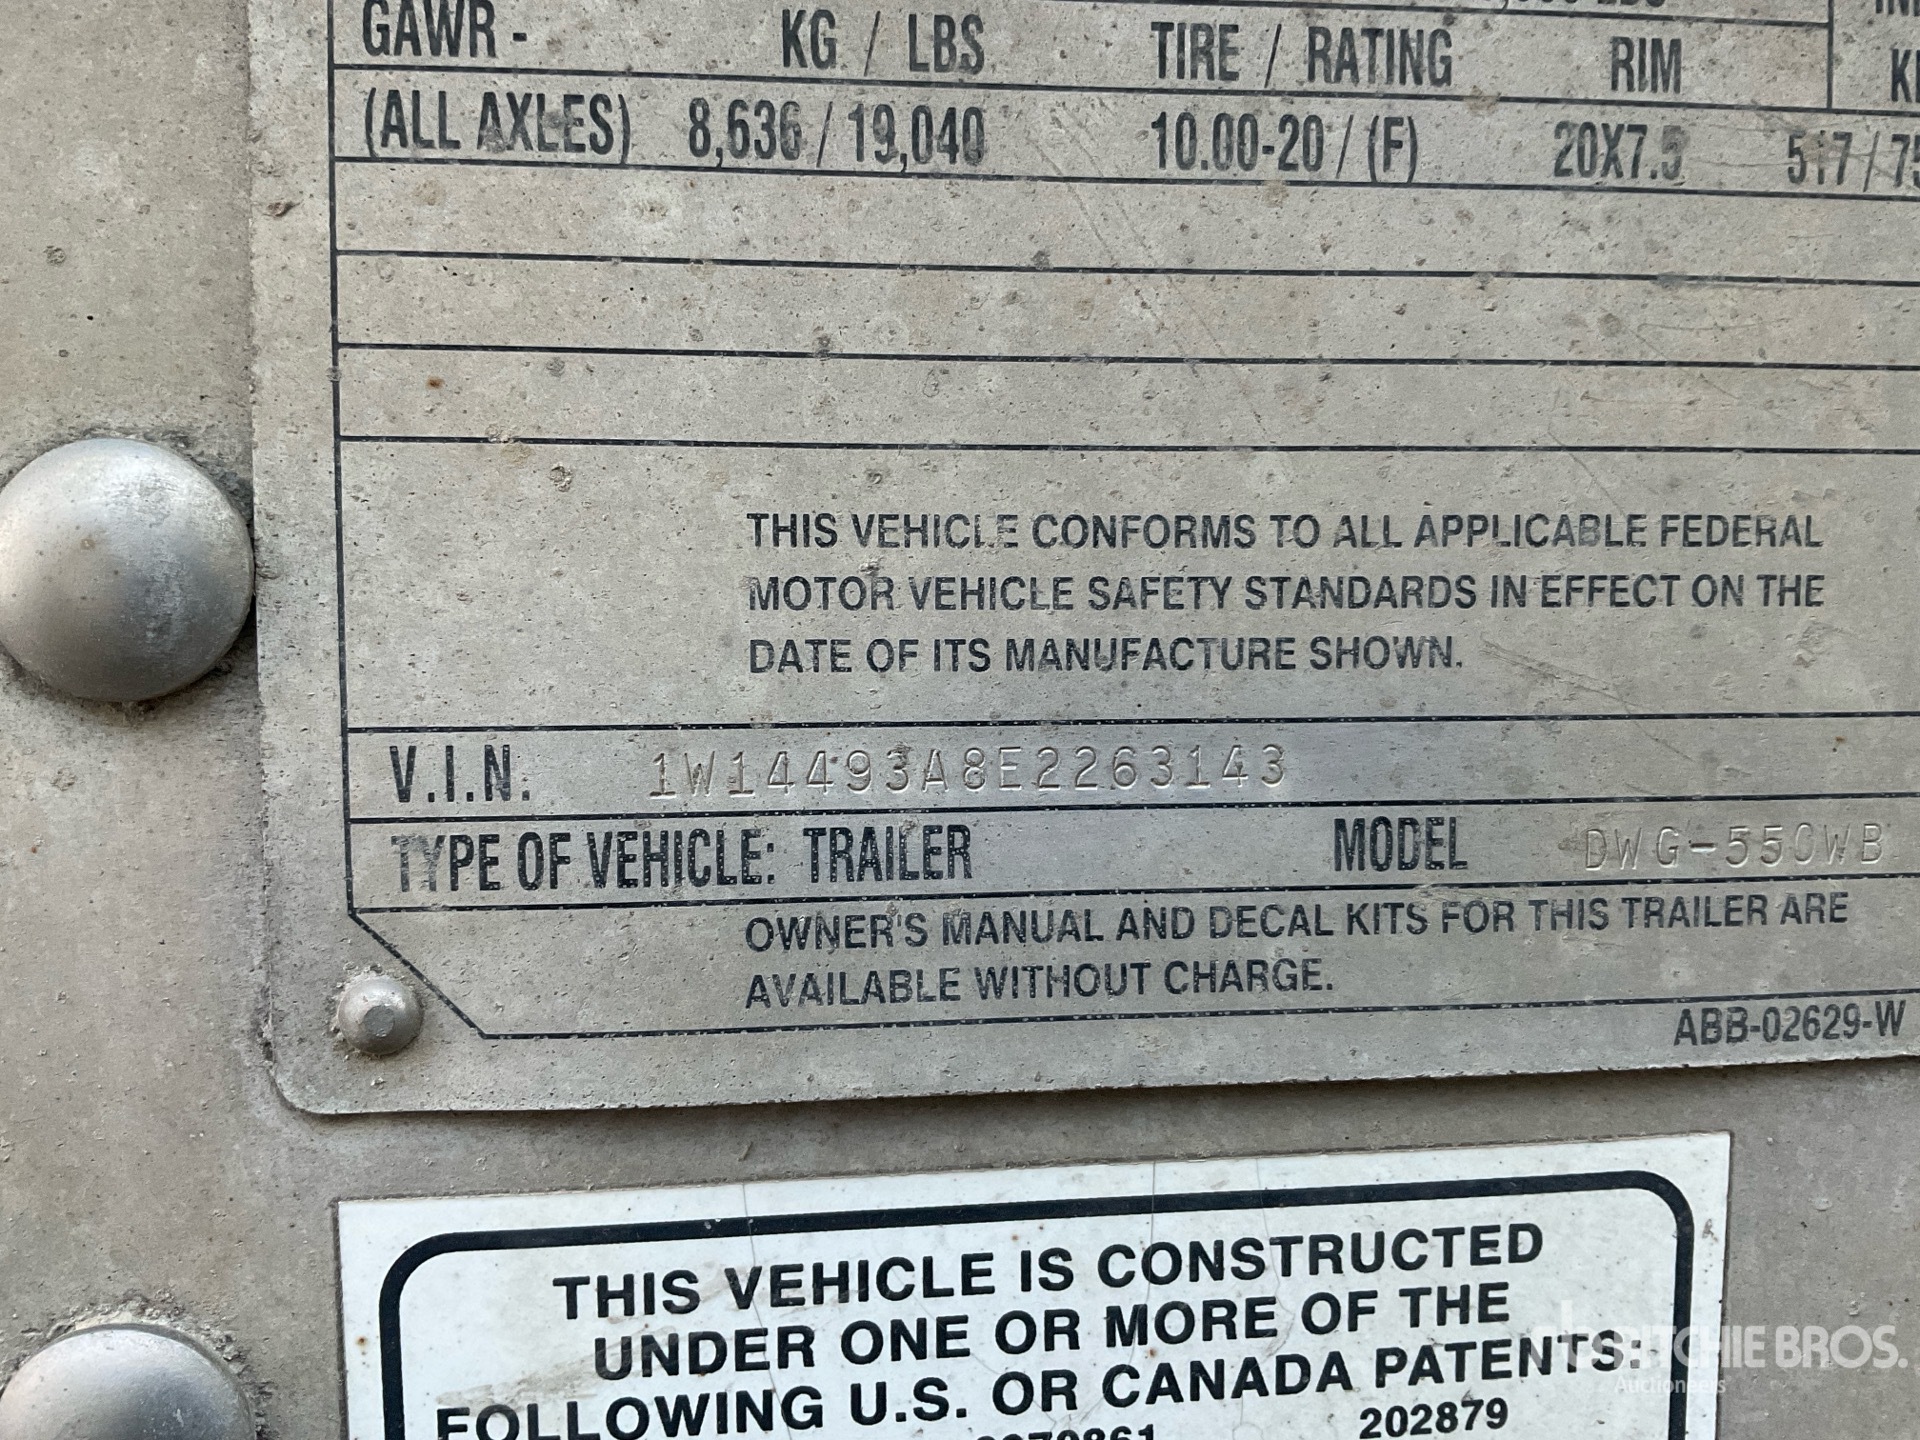 GAWR - KG / LBS TIRE / RATING RIM
(ALL AXLES) 8,636 / 19,040 10.00-20 / (F) 20X7.5 517 / 75
THIS VEHICLE CONFORMS TO ALL APPLICABLE FEDERAL
MOTOR VEHICLE SAFETY STANDARDS IN EFFECT ON THE
DATE OF ITS MANUFACTURE SHOWN.
V.I.N. 1W14493A8E2263143
TYPE OF VEHICLE: TRAILER MODEL DWG-550WB
OWNER'S MANUAL AND DECAL KITS FOR THIS TRAILER ARE
AVAILABLE WITHOUT CHARGE.
ABB-02629-W
THIS VEHICLE IS CONSTRUCTED
UNDER ONE OR MORE OF THE
FOLLOWING U.S. OR CANADA PATENTS:
202879
rb RITCHIE BROS.
Auctioneers